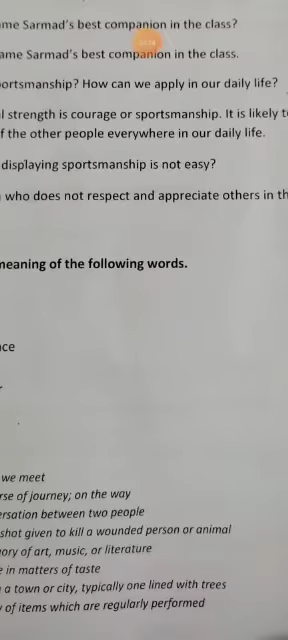 me Sarmad's best companion in the class?
ame Sarmad's best companion in the class.
ortsmanship? How can we apply in our daily life?
l strength is courage or sportsmanship. It is likely t
f the other people everywhere in our daily life.
displaying sportsmanship is not easy?
who does not respect and appreciate others in th
meaning of the following words.
ce
we meet
rse of journey; on the way
ersation between two people
shot given to kill a wounded person or animal
ory of art, music, or literature
e in matters of taste
a town or city, typically one lined with trees
of items which are regularly performed